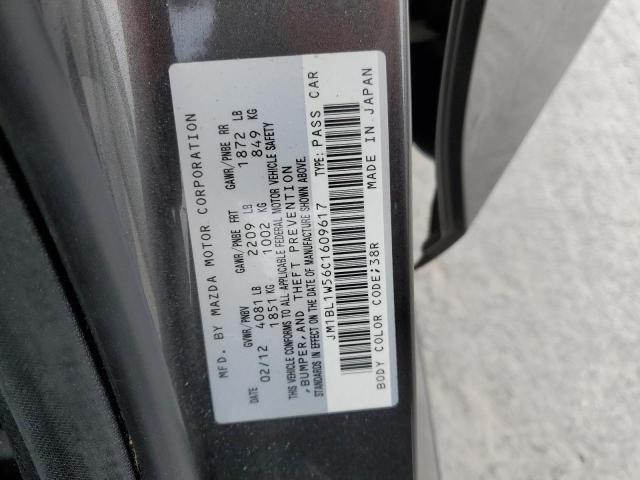 MFD. BY MAZDA MOTOR CORPORATION
DATE GVWR/PNBV GAWR/PNBE FRT GAWR/PNBE RR
02/12 4081 LB 2209 LB 1872 LB
1851 KG 1002 KG 849 KG
THIS VEHICLE CONFORMS TO ALL APPLICABLE FEDERAL MOTOR VEHICLE SAFETY
BUMPER, AND THEFT PREVENTION
STANDARDS IN EFFECT ON THE DATE OF MANUFACTURE SHOWN ABOVE.
JM1BL1W56C1609617 TYPE: PASS CAR
BODY COLOR CODE;38R MADE IN JAPAN